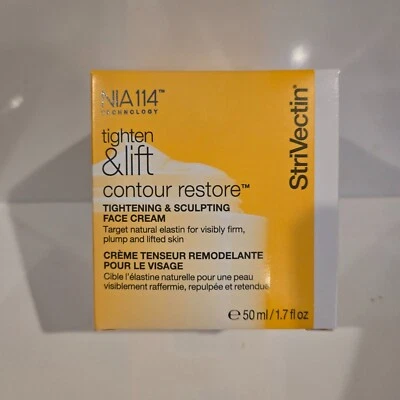 NIA114™
TECHNOLOGY
tighten
&lift
contour restore™
TIGHTENING & SCULPTING
FACE CREAM
Target natural elastin for visibly firm,
plump and lifted skin
CRÈME TENSEUR REMODELANTE
POUR LE VISAGE
Cible l'élastine naturelle pour une peau
visiblement raffermie, repulpée et retendue
℮ 50 ml / 1.7 fl oz
StriVectin®